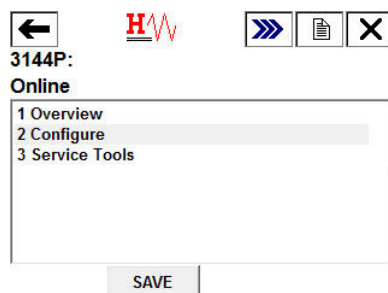 H
3144P:
Online
1 Overview
2 Configure
3 Service Tools
SAVE